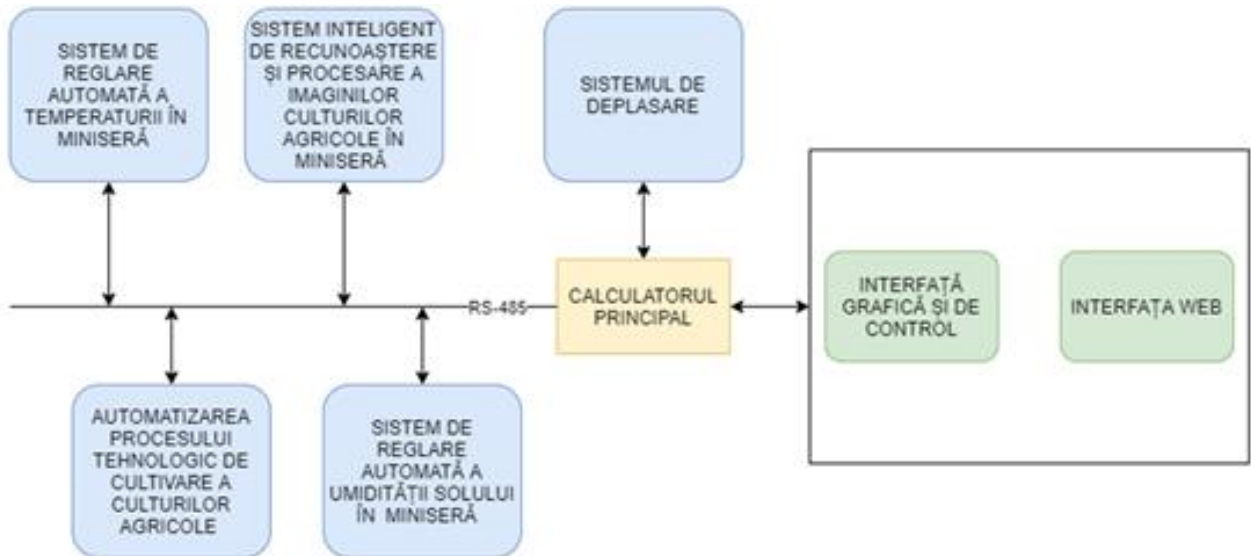 SISTEM DE
REGLARE
AUTOMATĂ A
TEMPERATURII ÎN
MINISERĂ
SISTEM INTELIGENT
DE RECUNOAȘTERE
ȘI PROCESARE A
IMAGINILOR
CULTURILOR
AGRICOLE ÎN
MINISERĂ
SISTEMUL DE
DEPLASARE
RS-485
CALCULATORUL
PRINCIPAL
INTERFAȚĂ
GRAFICĂ ȘI DE
CONTROL
INTERFAȚA WEB
AUTOMATIZAREA
PROCESULUI
TEHNOLOGIC DE
CULTIVARE A
CULTURILOR
AGRICOLE
SISTEM DE
REGLARE
AUTOMATĂ A
UMIDITĂȚII SOLULUI
ÎN MINISERĂ